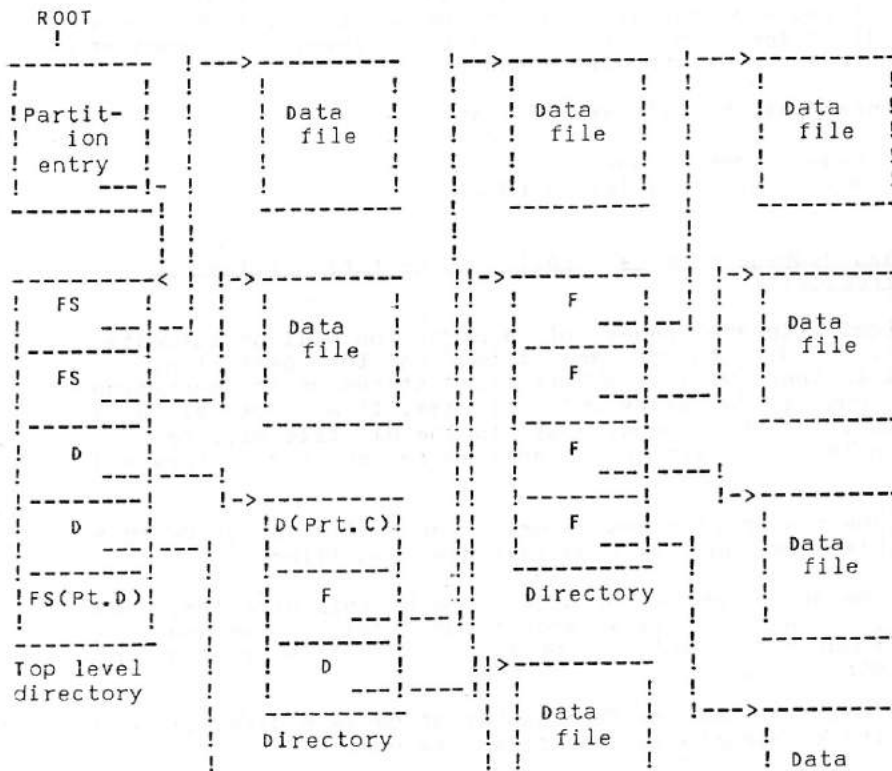 ROOT
Partit-
ion
entry
Data
file
Data
file
Data
file
FS
FS
D
D
FS(Pt.D)
Top level
directory
Data
file
D(Prt.C)
F
D
Directory
F
F
F
F
Directory
Data
file
Data
file
Data
file
Data